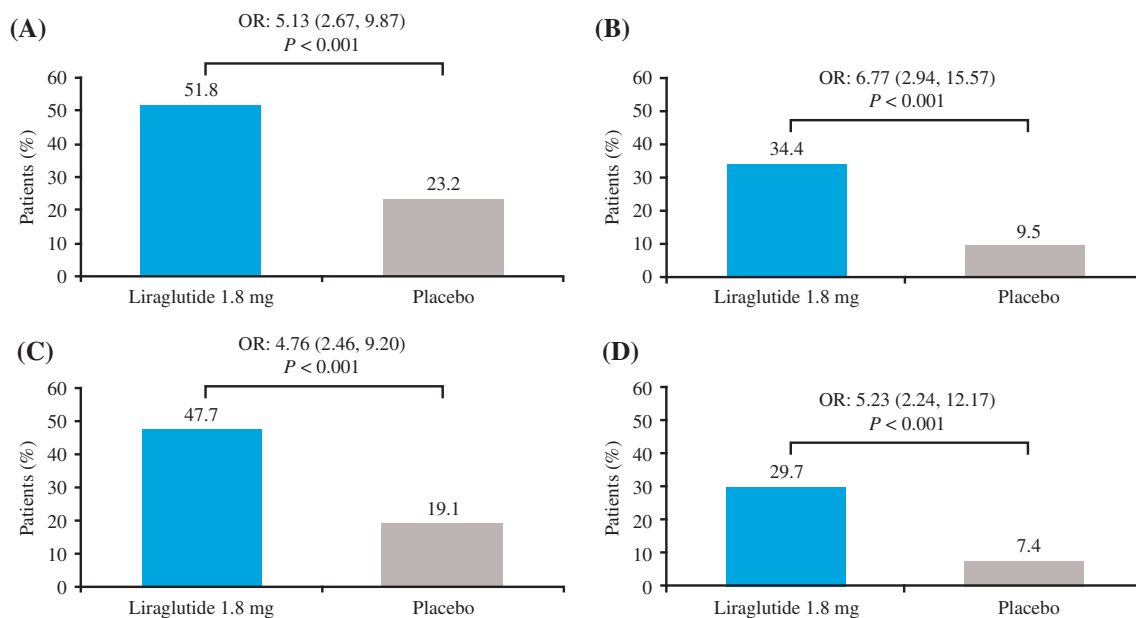 (A)
OR: 5.13 (2.67, 9.87)
P < 0.001
Patients (%)
60
50
40
30
20
10
0
51.8
23.2
Liraglutide 1.8 mg
Placebo
(B)
OR: 6.77 (2.94, 15.57)
P < 0.001
Patients (%)
60
50
40
30
20
10
0
34.4
9.5
Liraglutide 1.8 mg
Placebo
(C)
OR: 4.76 (2.46, 9.20)
P < 0.001
Patients (%)
60
50
40
30
20
10
0
47.7
19.1
Liraglutide 1.8 mg
Placebo
(D)
OR: 5.23 (2.24, 12.17)
P < 0.001
Patients (%)
60
50
40
30
20
10
0
29.7
7.4
Liraglutide 1.8 mg
Placebo